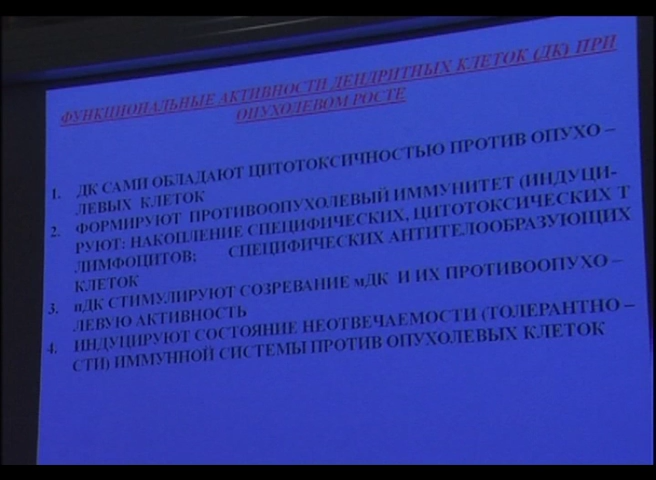 ФУНКЦИОНАЛЬНЫЕ АКТИВНОСТИ ДЕНДРИТНЫХ КЛЕТОК (ДК) ПРИ
ОПУХОЛЕВОМ РОСТЕ
1. ДК САМИ ОБЛАДАЮТ ЦИТОТОКСИЧНОСТЬЮ ПРОТИВ ОПУХО –
ЛЕВЫХ КЛЕТОК
2. ФОРМИРУЮТ ПРОТИВООПУХОЛЕВЫЙ ИММУНИТЕТ (ИНДУЦИ-
РУЮТ: НАКОПЛЕНИЕ СПЕЦИФИЧЕСКИХ, ЦИТОТОКСИЧЕСКИХ Т
ЛИМФОЦИТОВ; СПЕЦИФИЧЕСКИХ АНТИТЕЛООБРАЗУЮЩИХ
КЛЕТОК
3. пДК СТИМУЛИРУЮТ СОЗРЕВАНИЕ мДК И ИХ ПРОТИВООПУХО –
ЛЕВУЮ АКТИВНОСТЬ
4. ИНДУЦИРУЮТ СОСТОЯНИЕ НЕОТВЕЧАЕМОСТИ (ТОЛЕРАНТНО –
СТИ) ИММУННОЙ СИСТЕМЫ ПРОТИВ ОПУХОЛЕВЫХ КЛЕТОК